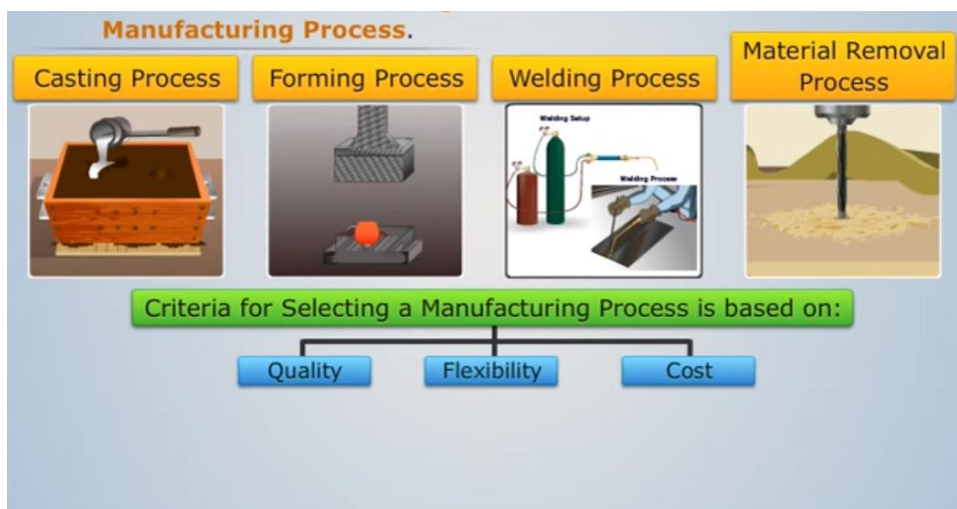 Manufacturing Process.
Casting Process
Forming Process
Welding Process
Material Removal
Process
Welding Setup
Welding Process
Criteria for Selecting a Manufacturing Process is based on:
Quality
Flexibility
Cost